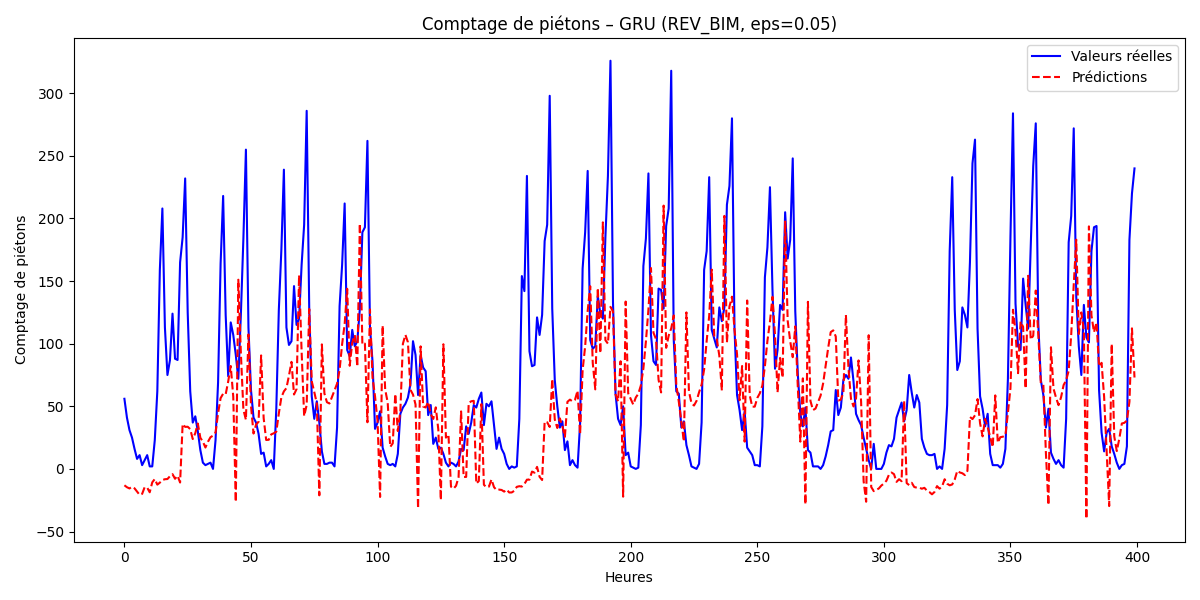 Comptage de piétons – GRU (REV_BIM, eps=0.05)
Valeurs réelles
Prédictions
Comptage de piétons
300
250
200
150
100
50
0
−50
0 50 100 150 200 250 300 350 400
Heures